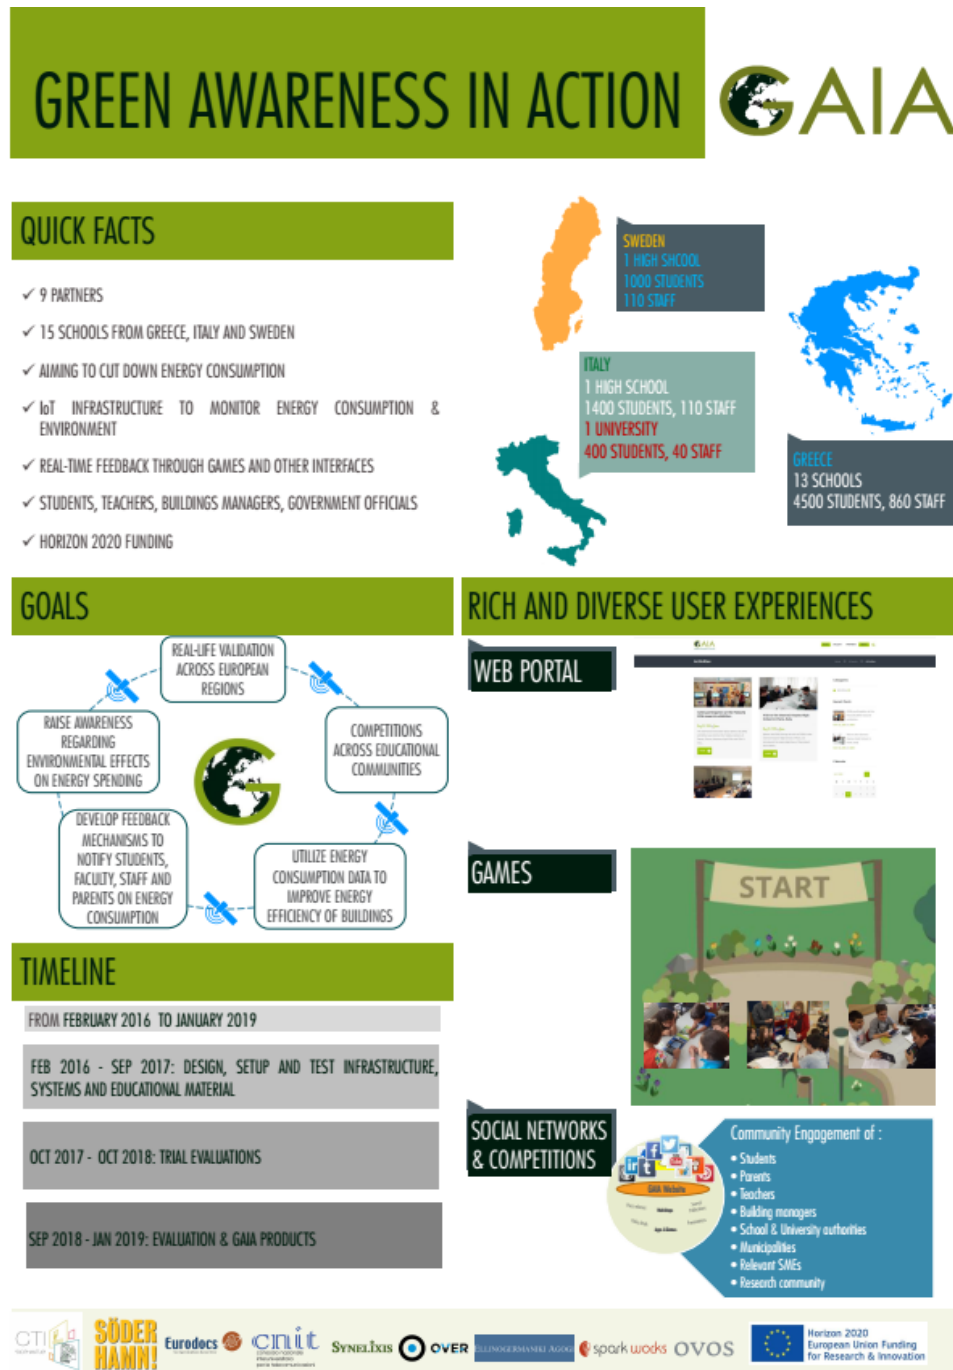 GREEN AWARENESS IN ACTION
GAIA
QUICK FACTS
✓ 9 PARTNERS
✓ 15 SCHOOLS FROM GREECE, ITALY AND SWEDEN
✓ AIMING TO CUT DOWN ENERGY CONSUMPTION
✓ IoT INFRASTRUCTURE TO MONITOR ENERGY CONSUMPTION &
ENVIRONMENT
✓ REAL-TIME FEEDBACK THROUGH GAMES AND OTHER INTERFACES
✓ STUDENTS, TEACHERS, BUILDINGS MANAGERS, GOVERNMENT OFFICIALS
✓ HORIZON 2020 FUNDING
SWEDEN
1 HIGH SHCOOL
1000 STUDENTS
110 STAFF
ITALY
1 HIGH SCHOOL
1400 STUDENTS, 110 STAFF
1 UNIVERSITY
400 STUDENTS, 40 STAFF
GREECE
13 SCHOOLS
4500 STUDENTS, 860 STAFF
GOALS
REAL-LIFE VALIDATION
ACROSS EUROPEAN
REGIONS
RAISE AWARENESS
REGARDING
ENVIRONMENTAL EFFECTS
ON ENERGY SPENDING
COMPETITIONS
ACROSS EDUCATIONAL
COMMUNITIES
DEVELOP FEEDBACK
MECHANISMS TO
NOTIFY STUDENTS,
FACULTY, STAFF AND
PARENTS ON ENERGY
CONSUMPTION
UTILIZE ENERGY
CONSUMPTION DATA TO
IMPROVE ENERGY
EFFICIENCY OF BUILDINGS
TIMELINE
FROM FEBRUARY 2016 TO JANUARY 2019
FEB 2016 - SEP 2017: DESIGN, SETUP AND TEST INFRASTRUCTURE,
SYSTEMS AND EDUCATIONAL MATERIAL
OCT 2017 - OCT 2018: TRIAL EVALUATIONS
SEP 2018 - JAN 2019: EVALUATION & GAIA PRODUCTS
RICH AND DIVERSE USER EXPERIENCES
WEB PORTAL
GAIA
GAMES
START
SOCIAL NETWORKS
& COMPETITIONS
GAIA Website
Community Engagement of :
• Students
• Parents
• Teachers
• Building managers
• School & University authorities
• Municipalities
• Relevant SMEs
• Research community
CTI
SÖDER
HAMN!
Eurodocs
cnit
SYNELIXIS
OVER
ELLINOGERMANIKI AGOGI
spark works
OVOS
Horizon 2020
European Union Funding
for Research & Innovation